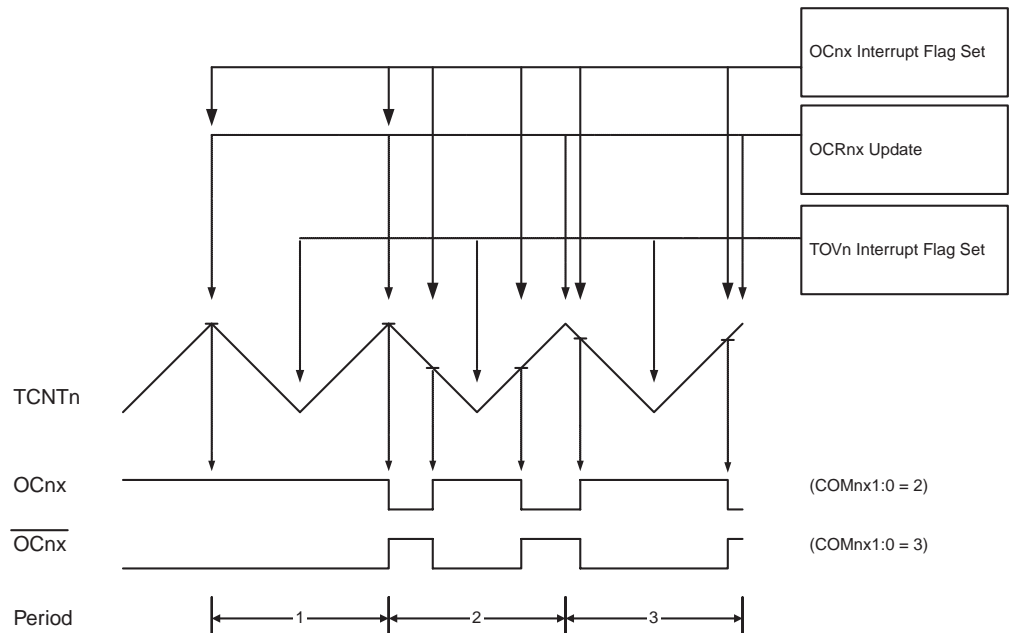 OCnx Interrupt Flag Set
OCRnx Update
TOVn Interrupt Flag Set
TCNTn
OCnx
(COMnx1:0 = 2)
OCnx
(COMnx1:0 = 3)
Period
1
2
3